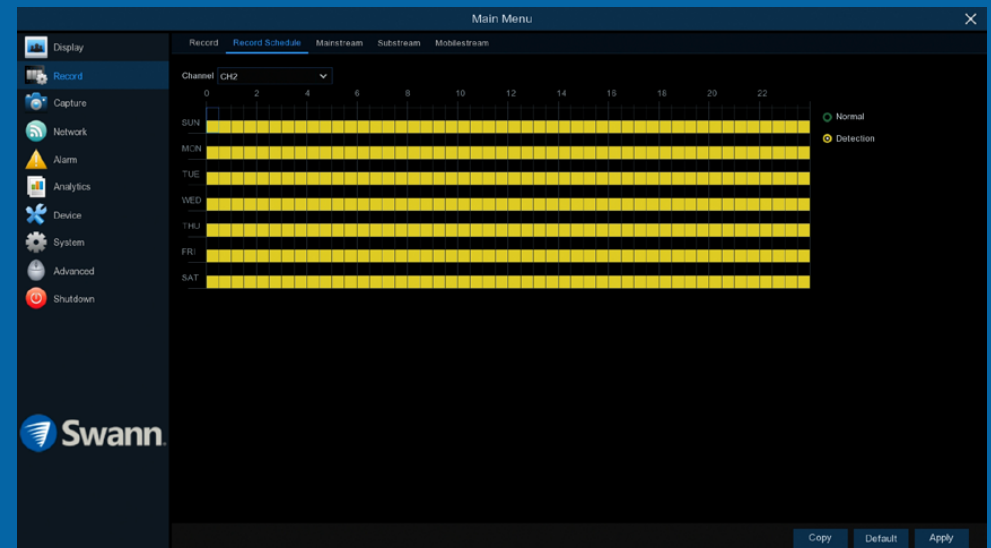 Main Menu
Display
Record
Capture
Network
Alarm
Analytics
Device
System
Advanced
Shutdown
Swann
Record Record Schedule Mainstream Substream Mobilestream
Channel CH2
0 2 4 6 8 10 12 14 16 18 20 22
SUN
MON
TUE
WED
THU
FRI
SAT
Normal
Detection
Copy Default Apply